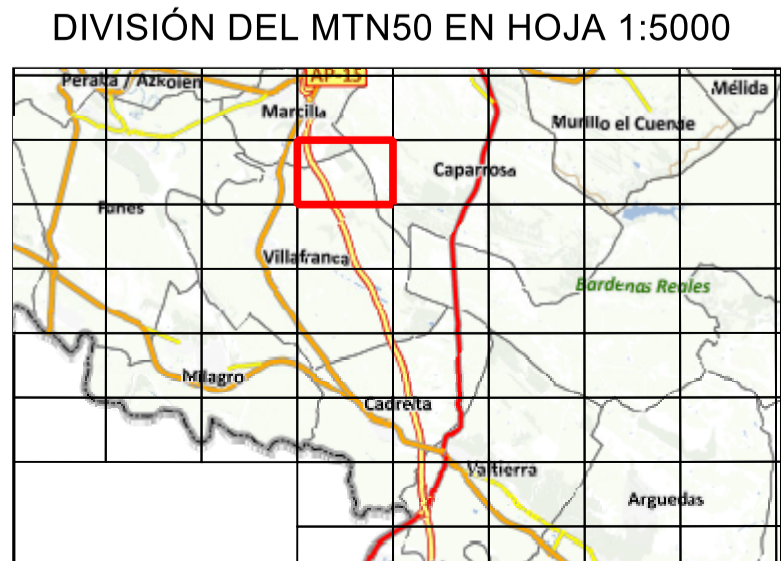 DIVISIÓN DEL MTN50 EN HOJA 1:5000
Peralta / Azkoien
AP-15
Mélida
Marcilla
Murillo el Cuende
Caparroso
Funes
Villafranca
Bardenas Reales
Milagro
Cadreita
Valtierra
Arguedas